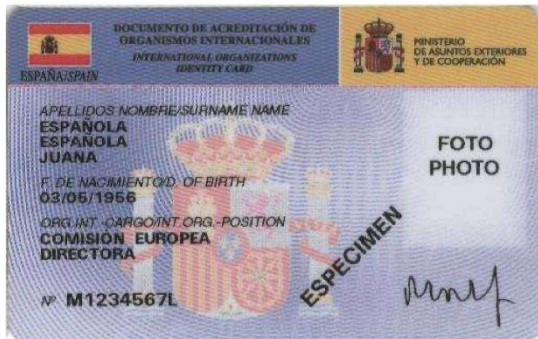 ESPAÑA/SPAIN
DOCUMENTO DE ACREDITACIÓN DE
ORGANISMOS INTERNACIONALES
INTERNATIONAL ORGANIZATIONS
IDENTITY CARD
MINISTERIO
DE ASUNTOS EXTERIORES
Y DE COOPERACIÓN
APELLIDOS NOMBRE/SURNAME NAME
ESPAÑOLA
ESPAÑOLA
JUANA
F. DE NACIMIENTO/D. OF BIRTH
03/05/1956
ORG.INT.-CARGO/INT.ORG.-POSITION
COMISIÓN EUROPEA
DIRECTORA
Nº M1234567L
FOTO
PHOTO
ESPECIMEN